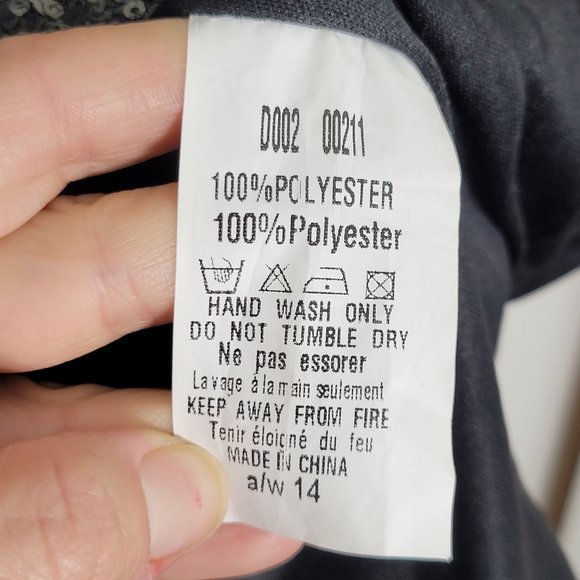 D002 00211
100%POLYESTER
100%Polyester
HAND WASH ONLY
DO NOT TUMBLE DRY
Ne pas essorer
Lavage à la main seulement
KEEP AWAY FROM FIRE
Tenir éloigné du feu
MADE IN CHINA
a/w 14